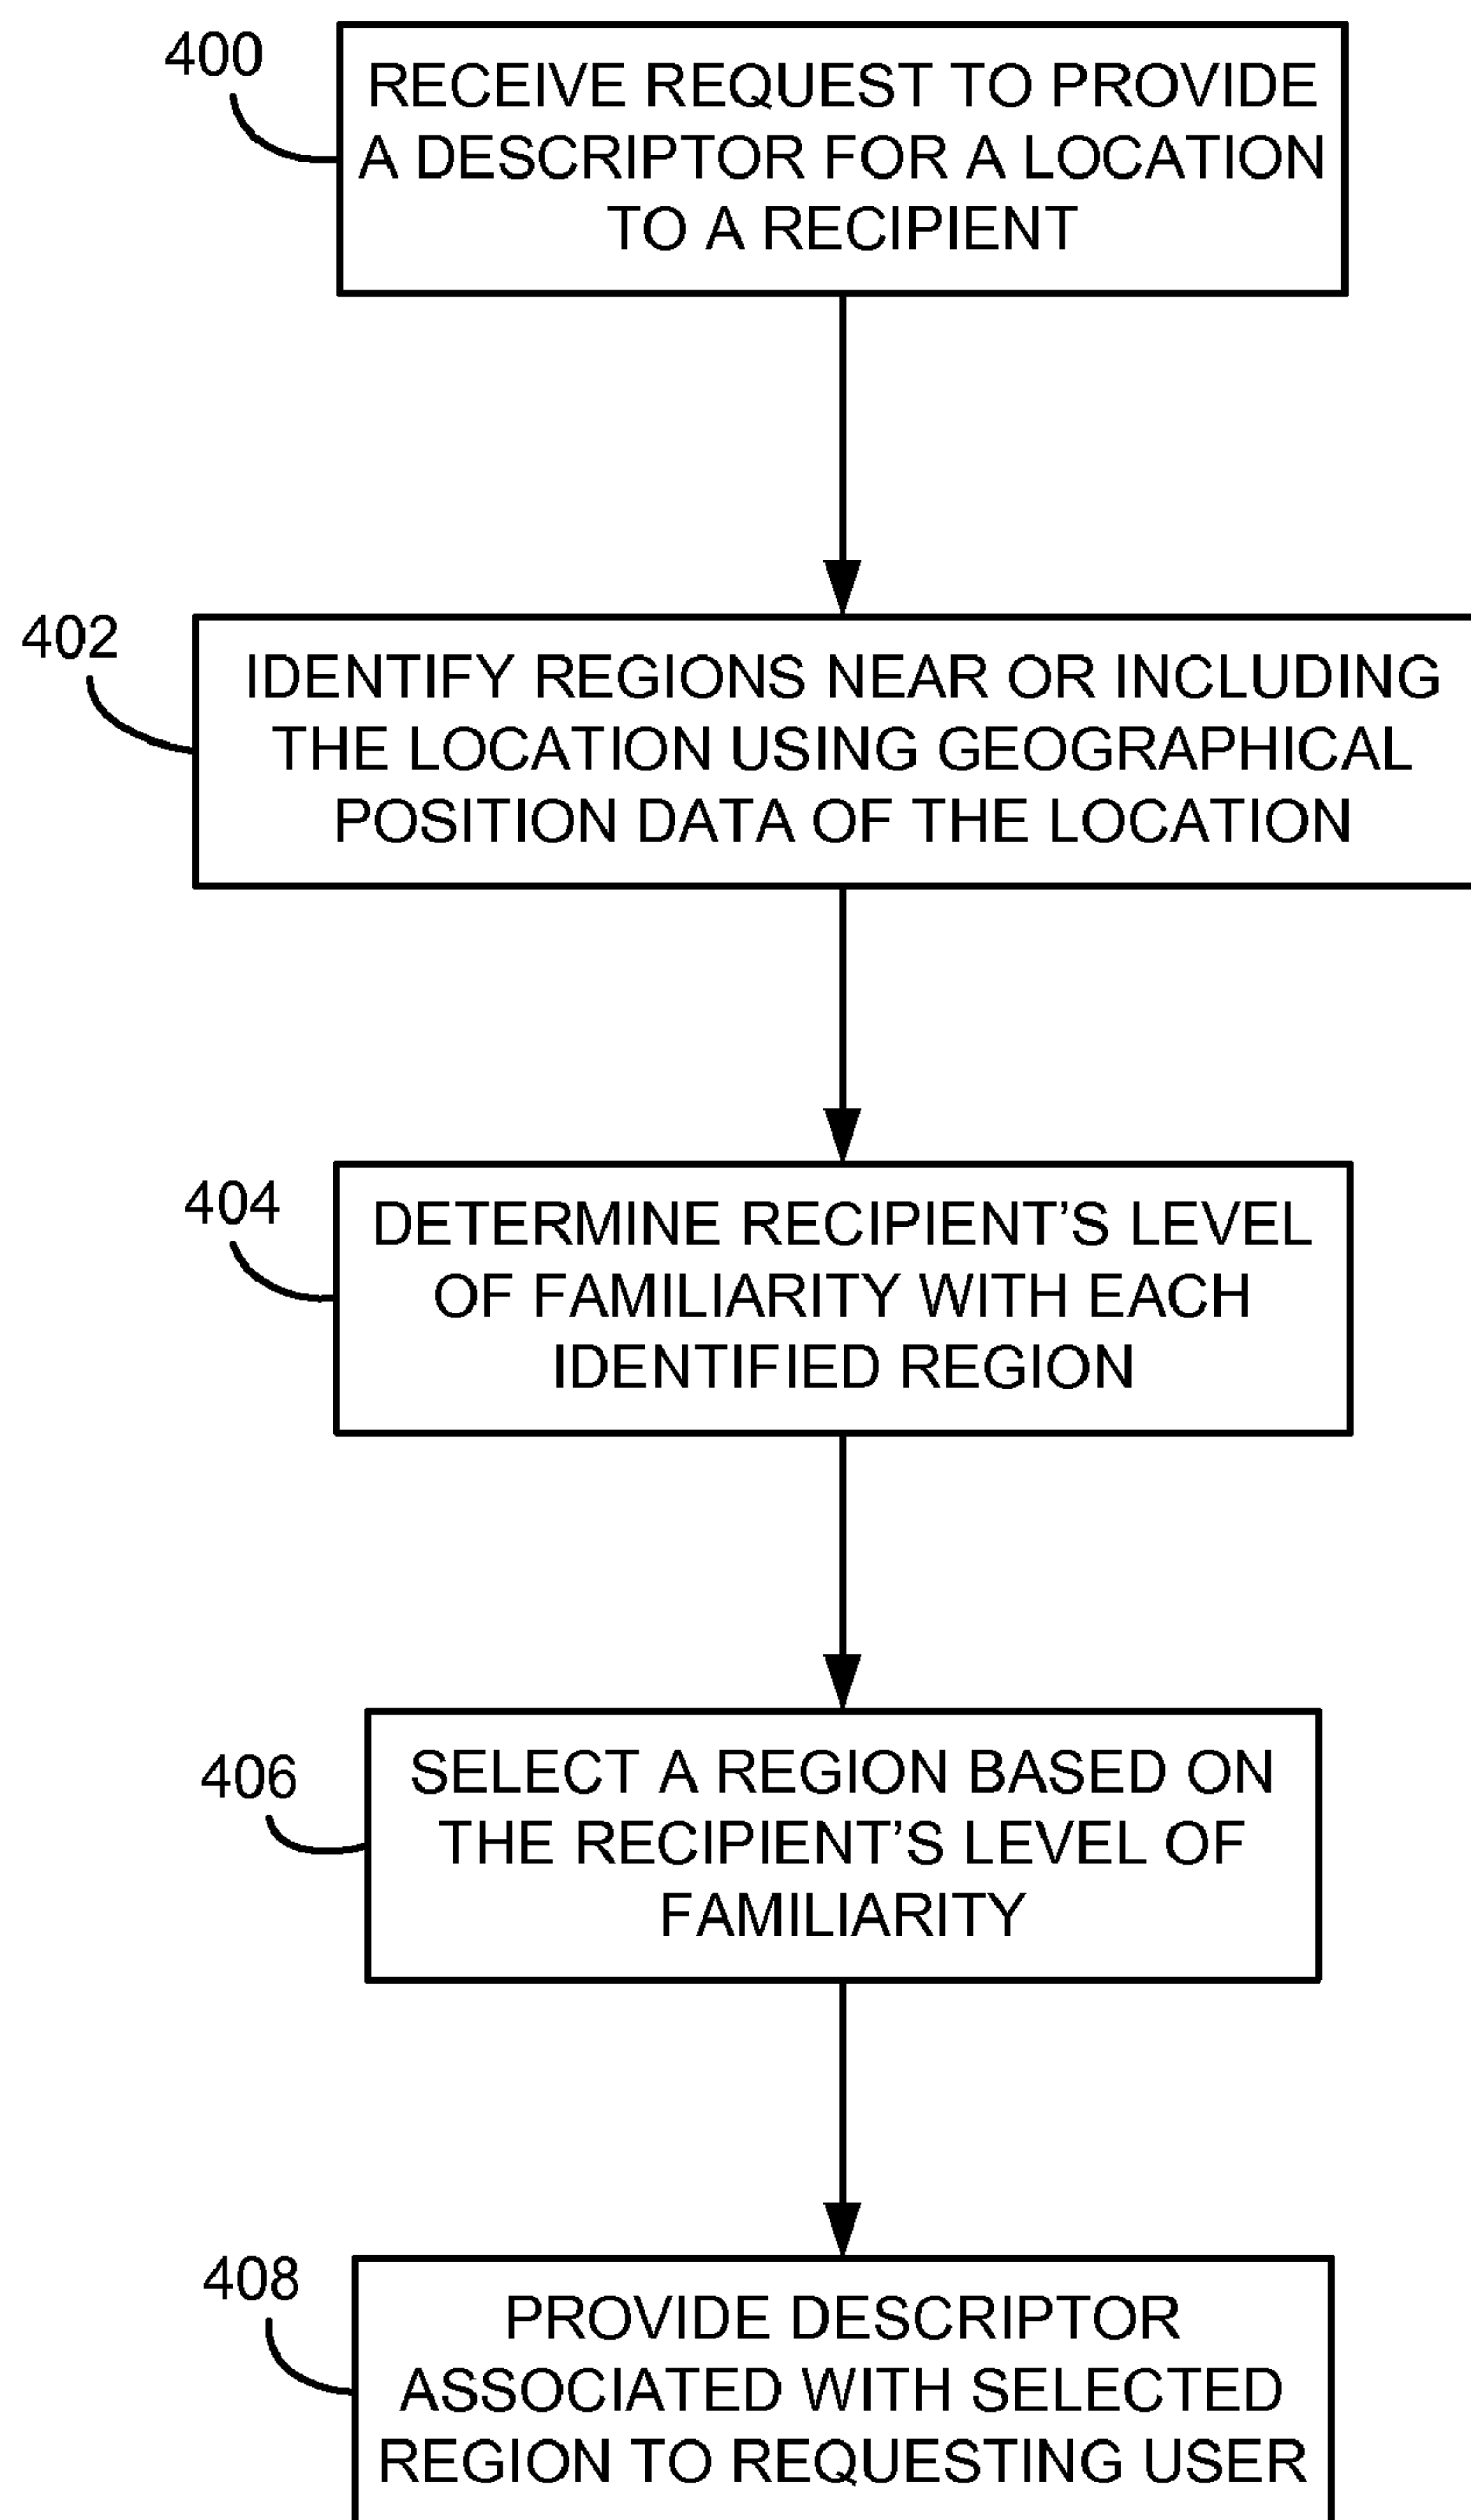 400
RECEIVE REQUEST TO PROVIDE
A DESCRIPTOR FOR A LOCATION
TO A RECIPIENT
402
IDENTIFY REGIONS NEAR OR INCLUDING
THE LOCATION USING GEOGRAPHICAL
POSITION DATA OF THE LOCATION
404
DETERMINE RECIPIENT'S LEVEL
OF FAMILIARITY WITH EACH
IDENTIFIED REGION
406
SELECT A REGION BASED ON
THE RECIPIENT'S LEVEL OF
FAMILIARITY
408
PROVIDE DESCRIPTOR
ASSOCIATED WITH SELECTED
REGION TO REQUESTING USER